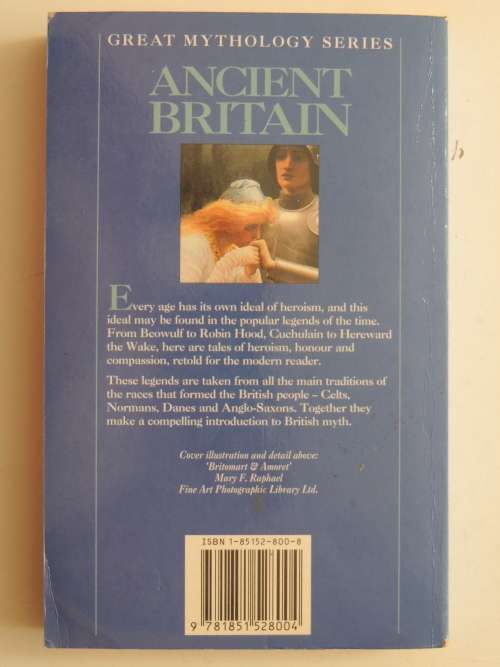 GREAT MYTHOLOGY SERIES
ANCIENT
BRITAIN
Every age has its own ideal of heroism, and this
ideal may be found in the popular legends of the time.
From Beowulf to Robin Hood, Cuchulain to Hereward
the Wake, here are tales of heroism, honour and
compassion, retold for the modern reader.
These legends are taken from all the main traditions of
the races that formed the British people – Celts,
Normans, Danes and Anglo-Saxons. Together they
make a compelling introduction to British myth.
Cover illustration and detail above:
'Britomart & Amoret'
Mary F. Raphael
Fine Art Photographic Library Ltd.
ISBN 1-85152-800-8
9 781851 528004